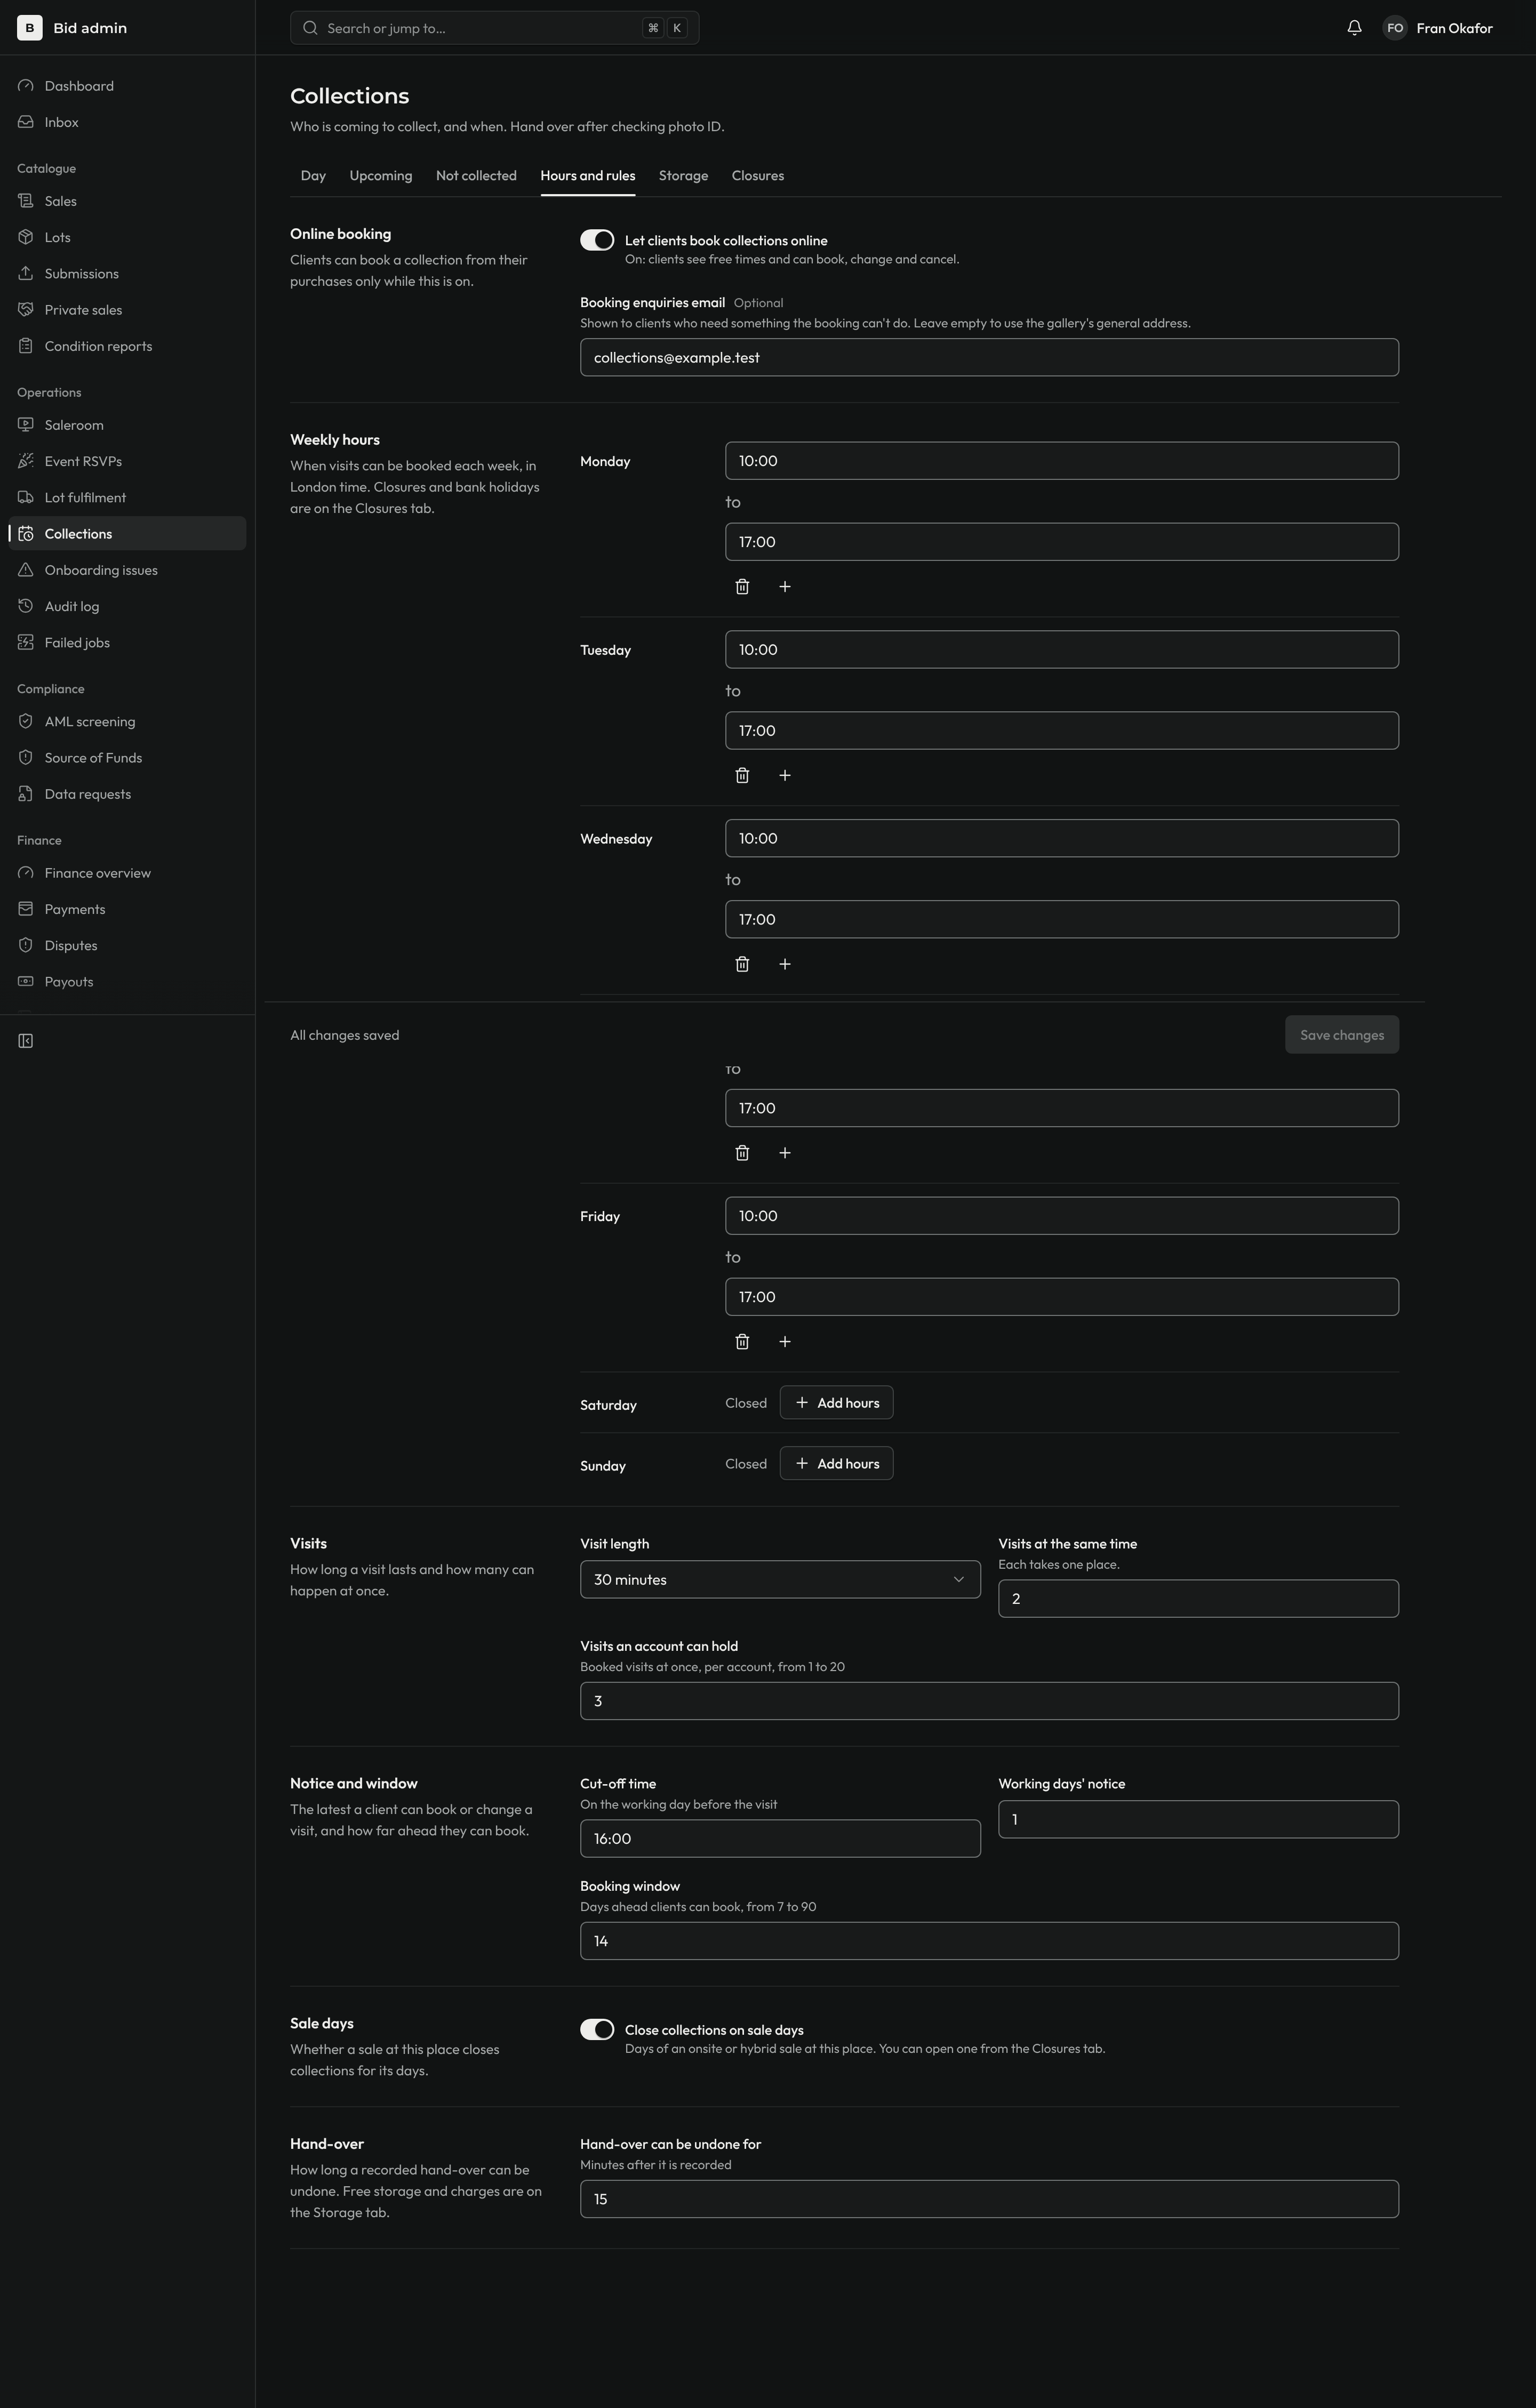 B
Bid admin
Search or jump to...
⌘ K
FO
Fran Okafor
Dashboard
Inbox
Catalogue
Sales
Lots
Submissions
Private sales
Condition reports
Operations
Saleroom
Event RSVPs
Lot fulfilment
Collections
Onboarding issues
Audit log
Failed jobs
Compliance
AML screening
Source of Funds
Data requests
Finance
Finance overview
Payments
Disputes
Payouts
Collections
Who is coming to collect, and when. Hand over after checking photo ID.
Day
Upcoming
Not collected
Hours and rules
Storage
Closures
Online booking
Clients can book a collection from their
purchases only while this is on.
Let clients book collections online
On: clients see free times and can book, change and cancel.
Booking enquiries email Optional
Shown to clients who need something the booking can't do. Leave empty to use the gallery's general address.
collections@example.test
Weekly hours
When visits can be booked each week, in
London time. Closures and bank holidays
are on the Closures tab.
Monday
10:00
to
17:00
Tuesday
10:00
to
17:00
Wednesday
10:00
to
17:00
All changes saved
Save changes
to
17:00
Friday
10:00
to
17:00
Saturday
Closed
Add hours
Sunday
Closed
Add hours
Visits
How long a visit lasts and how many can
happen at once.
Visit length
30 minutes
Visits at the same time
Each takes one place.
2
Visits an account can hold
Booked visits at once, per account, from 1 to 20
3
Notice and window
The latest a client can book or change a
visit, and how far ahead they can book.
Cut-off time
On the working day before the visit
16:00
Working days' notice
1
Booking window
Days ahead clients can book, from 7 to 90
14
Sale days
Whether a sale at this place closes
collections for its days.
Close collections on sale days
Days of an onsite or hybrid sale at this place. You can open one from the Closures tab.
Hand-over
How long a recorded hand-over can be
undone. Free storage and charges are on
the Storage tab.
Hand-over can be undone for
Minutes after it is recorded
15